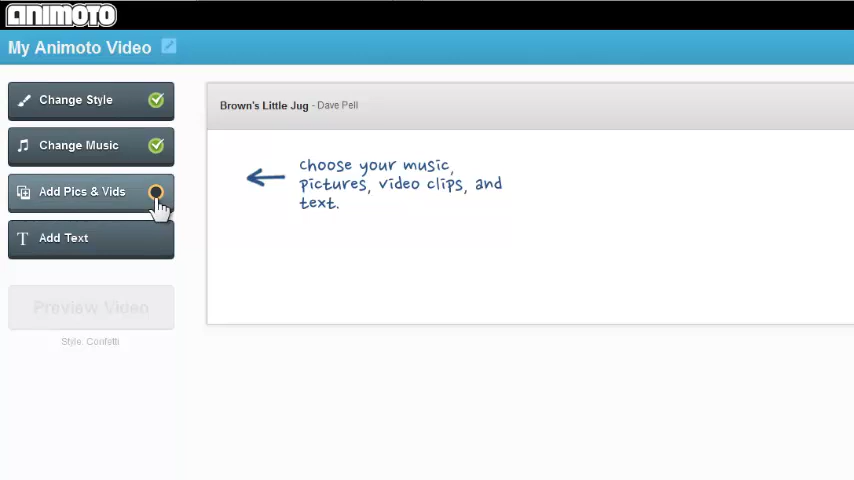 ANIMOTO
My Animoto Video
Change Style
Change Music
Add Pics & Vids
T Add Text
Preview Video
Style: Confetti
Brown's Little Jug - Dave Pell
Choose your music,
pictures, video clips, and
text.